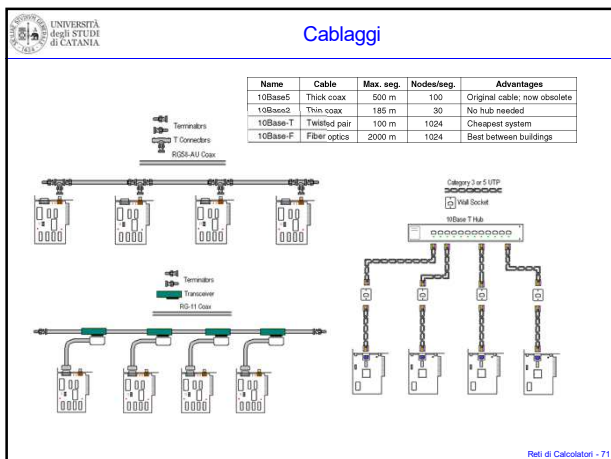 UNIVERSITÀ
degli STUDI
di CATANIA
Cablaggi
Name Cable Max. seg. Nodes/seg. Advantages
10Base5 Thick coax 500 m 100 Original cable; now obsolete
10Base2 Thin coax 185 m 30 No hub needed
10Base-T Twisted pair 100 m 1024 Cheapest system
10Base-F Fiber optics 2000 m 1024 Best between buildings
Terminators
T Connectors
RG58-AU Coax
Terminators
Transceiver
RG-11 Coax
Category 3 or 5 UTP
Wall Socket
10Base T Hub
Reti di Calcolatori - 71